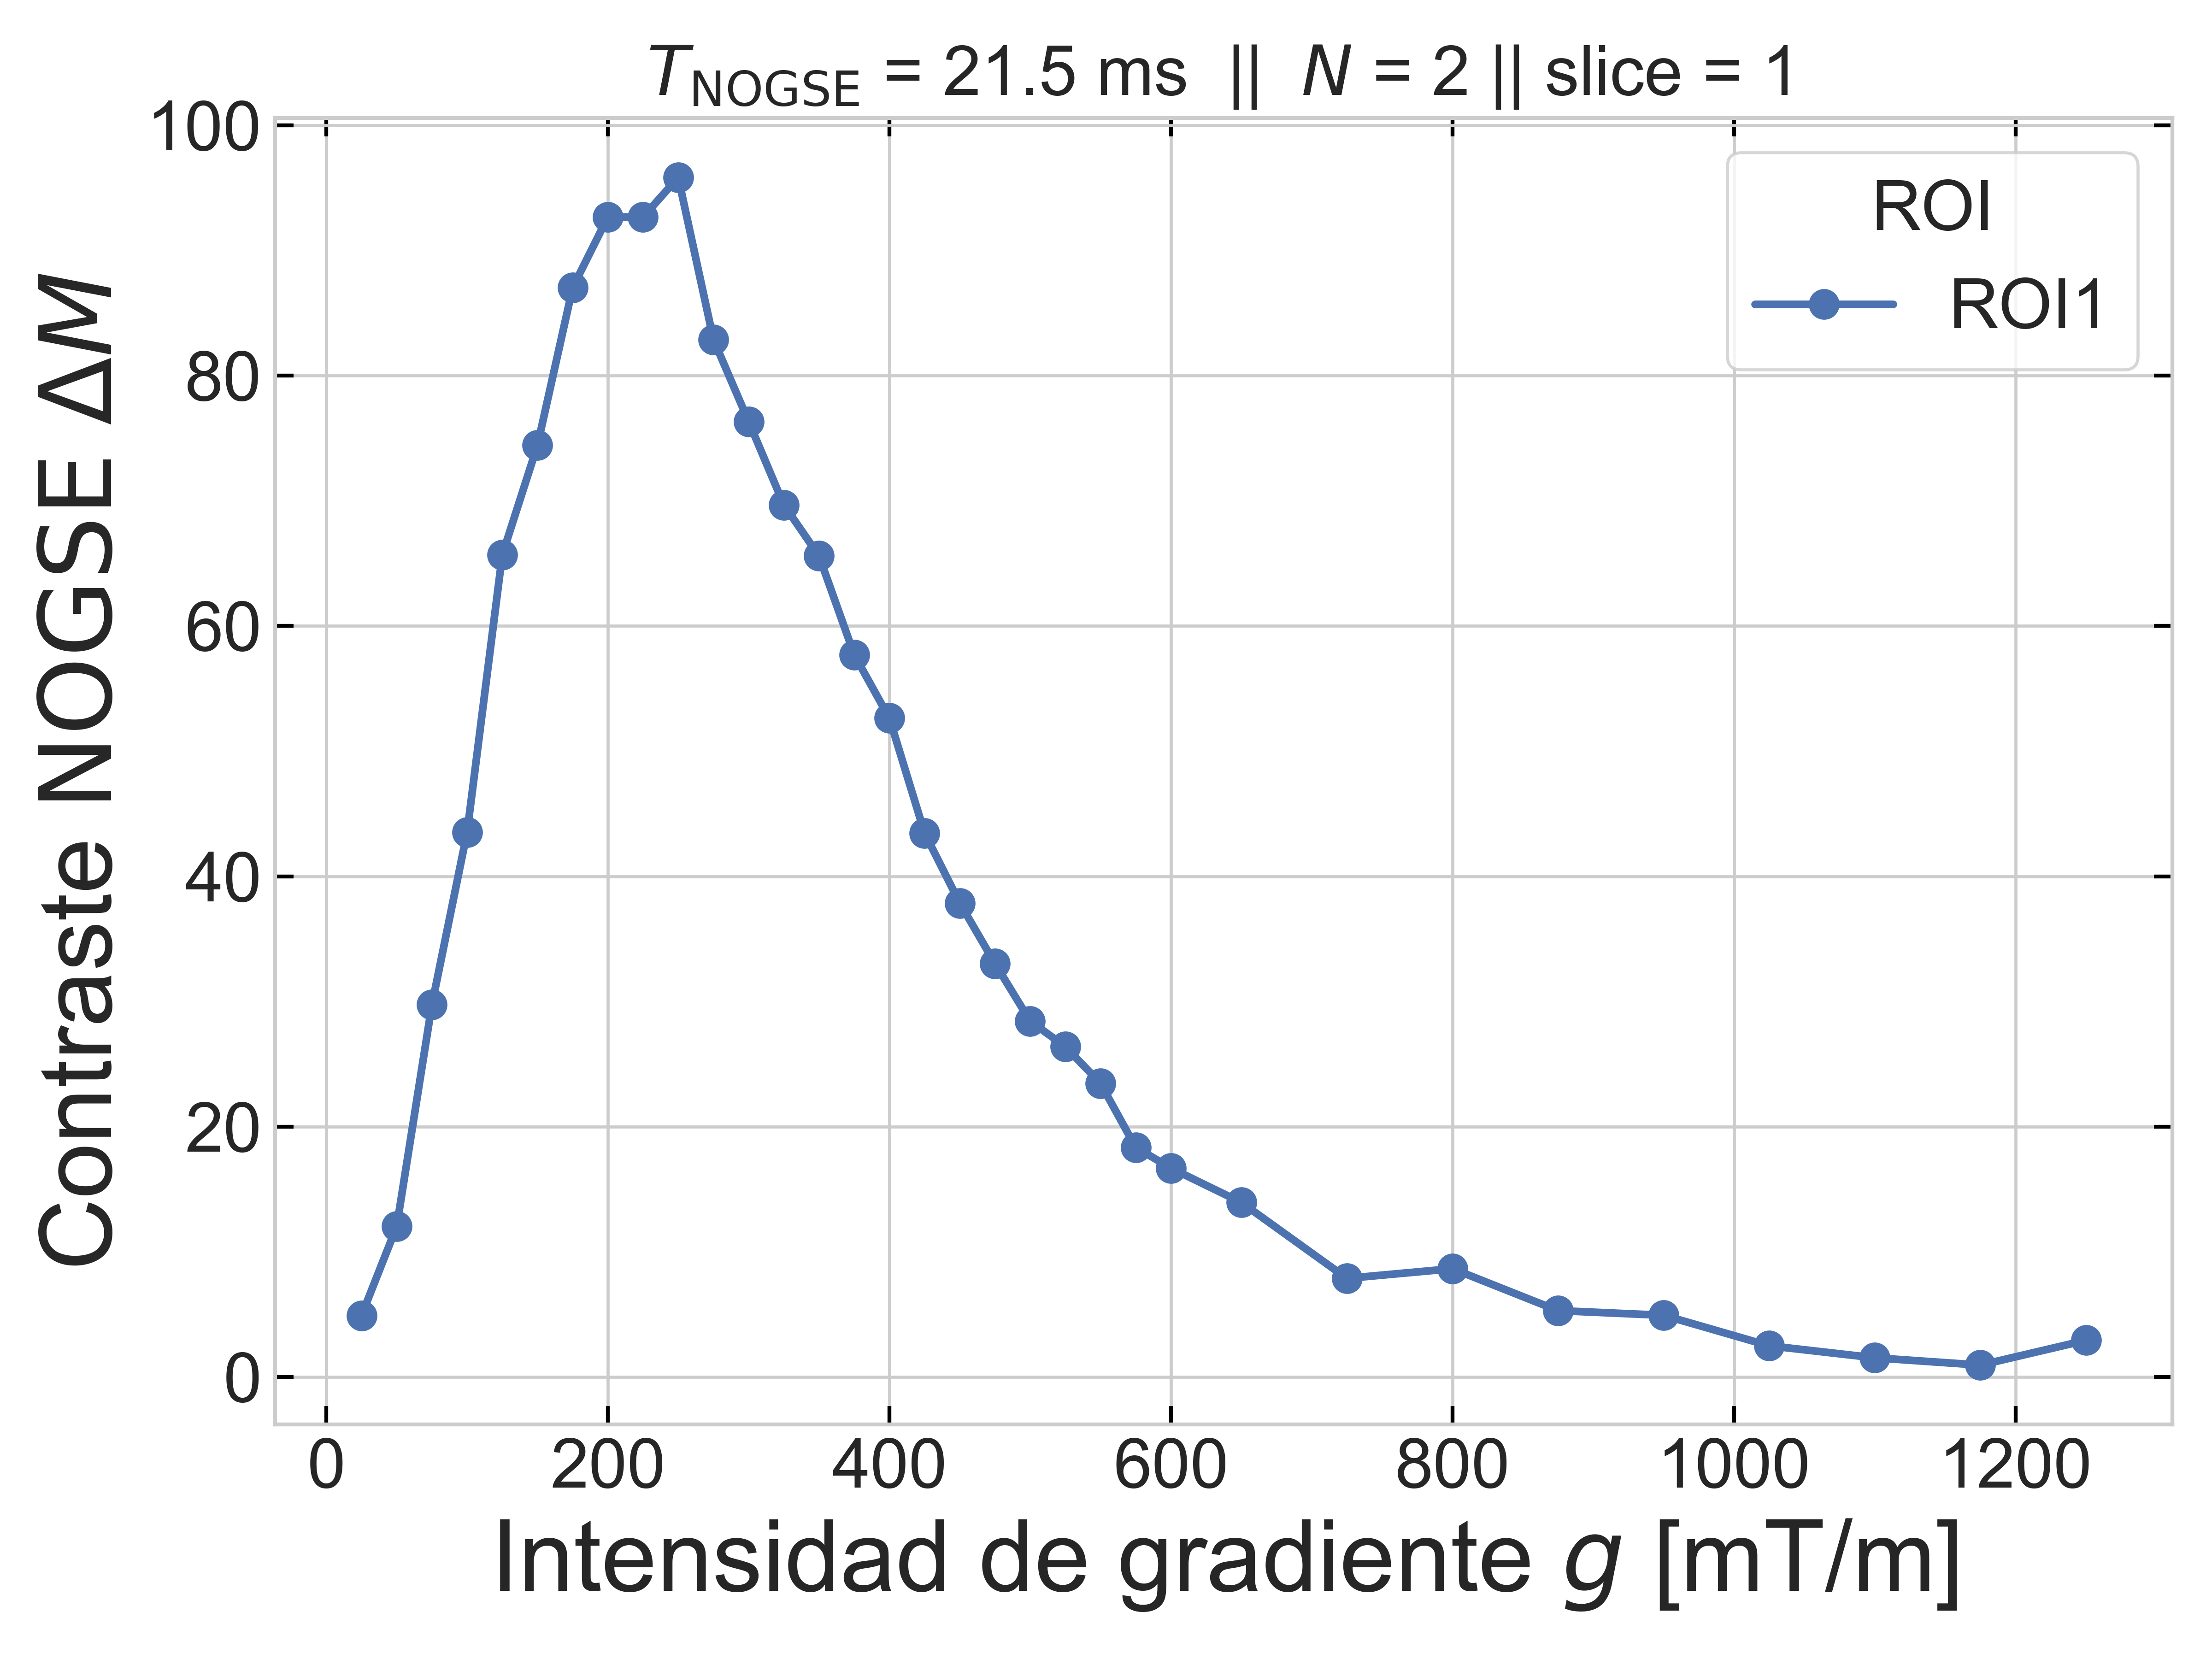 T_NOGSE = 21.5 ms || N = 2 || slice = 1
Contraste NOGSE ΔM
100
80
60
40
20
0
ROI
ROI1
0 200 400 600 800 1000 1200
Intensidad de gradiente g [mT/m]